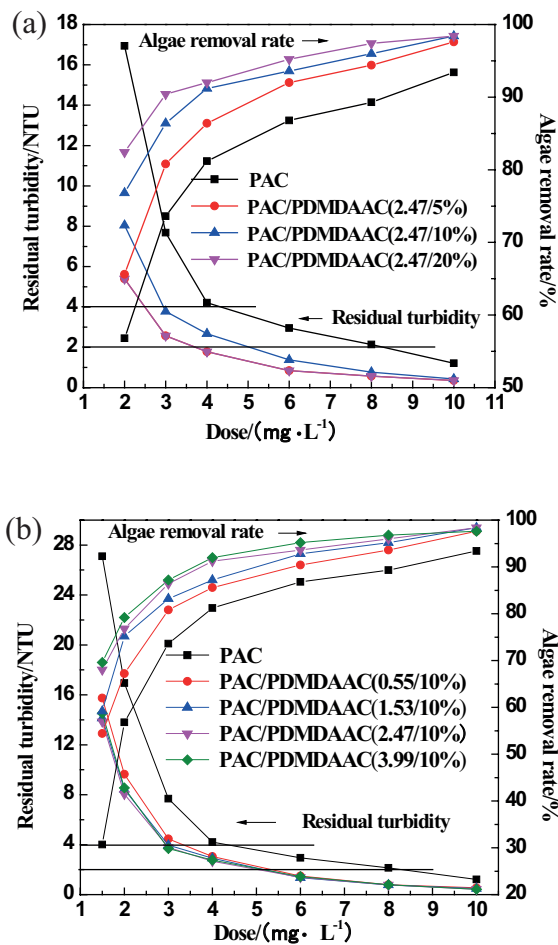 (a)
Residual turbidity/NTU
18
16
14
12
10
8
6
4
2
0
Algae removal rate
PAC
PAC/PDMDAAC(2.47/5%)
PAC/PDMDAAC(2.47/10%)
PAC/PDMDAAC(2.47/20%)
Residual turbidity
100
90
80
70
60
50
Algae removal rate/%
1 2 3 4 5 6 7 8 9 10 11
Dose/(mg·L⁻¹)
(b)
Residual turbidity/NTU
28
24
20
16
12
8
4
0
Algae removal rate
PAC
PAC/PDMDAAC(0.55/10%)
PAC/PDMDAAC(1.53/10%)
PAC/PDMDAAC(2.47/10%)
PAC/PDMDAAC(3.99/10%)
Residual turbidity
100
90
80
70
60
50
40
30
20
Algae removal rate/%
1 2 3 4 5 6 7 8 9 10
Dose/(mg· L⁻¹)